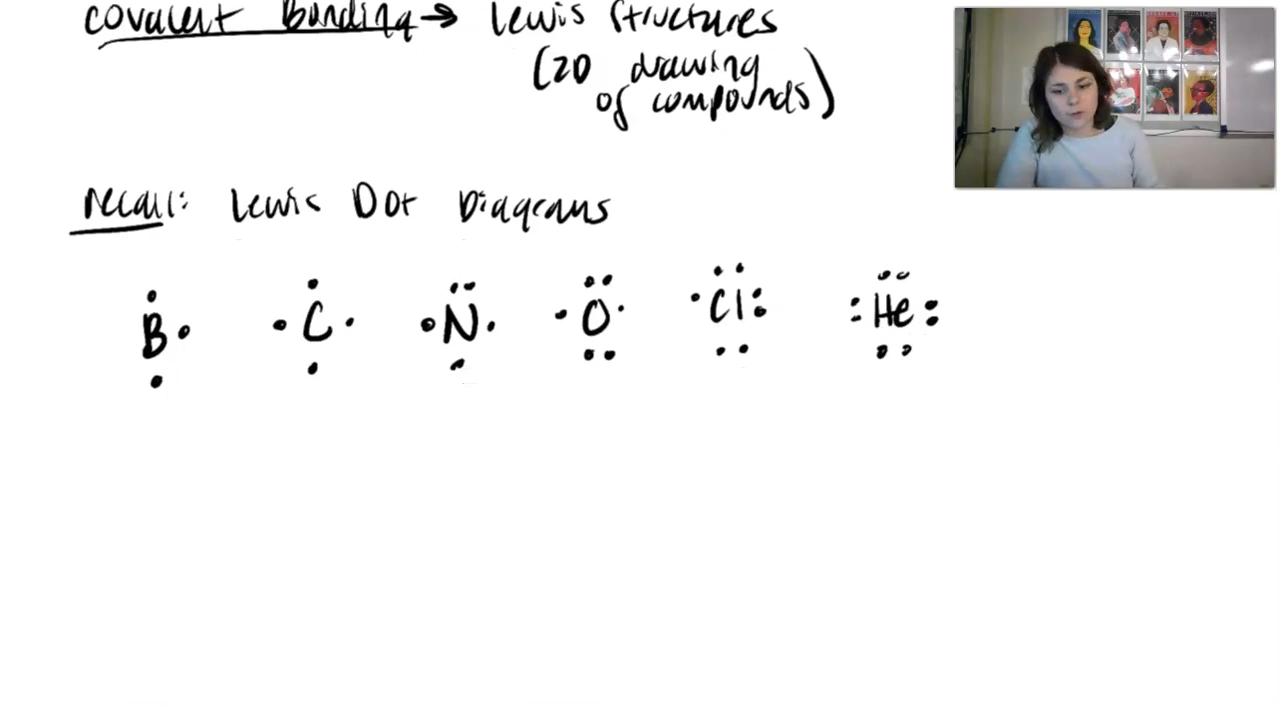 covalent Bonding → Lewis Structures
(2D drawing
of compounds)
recall: Lewis Dot Diagrams
B C N O Cl He